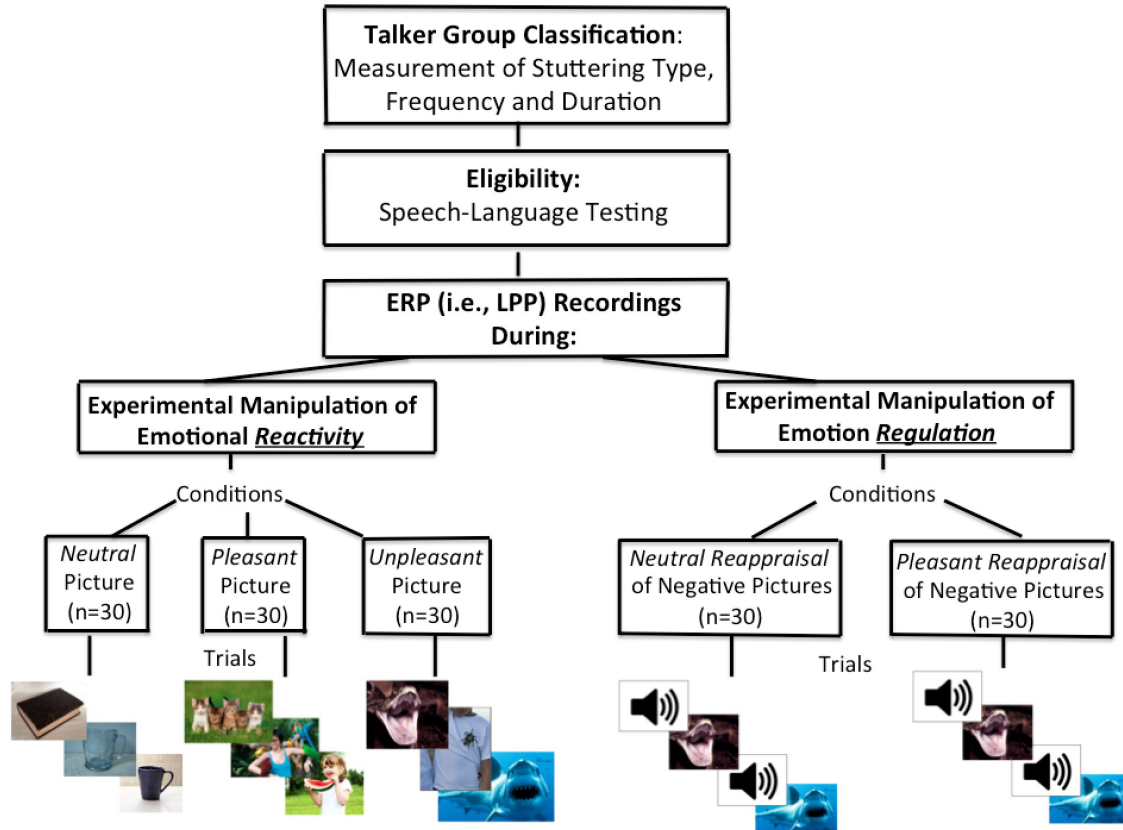 Talker Group Classification:
Measurement of Stuttering Type,
Frequency and Duration
Eligibility:
Speech-Language Testing
ERP (i.e., LPP) Recordings
During:
Experimental Manipulation of
Emotional Reactivity
Experimental Manipulation of
Emotion Regulation
Conditions
Conditions
Neutral
Picture
(n=30)
Pleasant
Picture
(n=30)
Unpleasant
Picture
(n=30)
Neutral Reappraisal
of Negative Pictures
(n=30)
Pleasant Reappraisal
of Negative Pictures
(n=30)
Trials
Trials